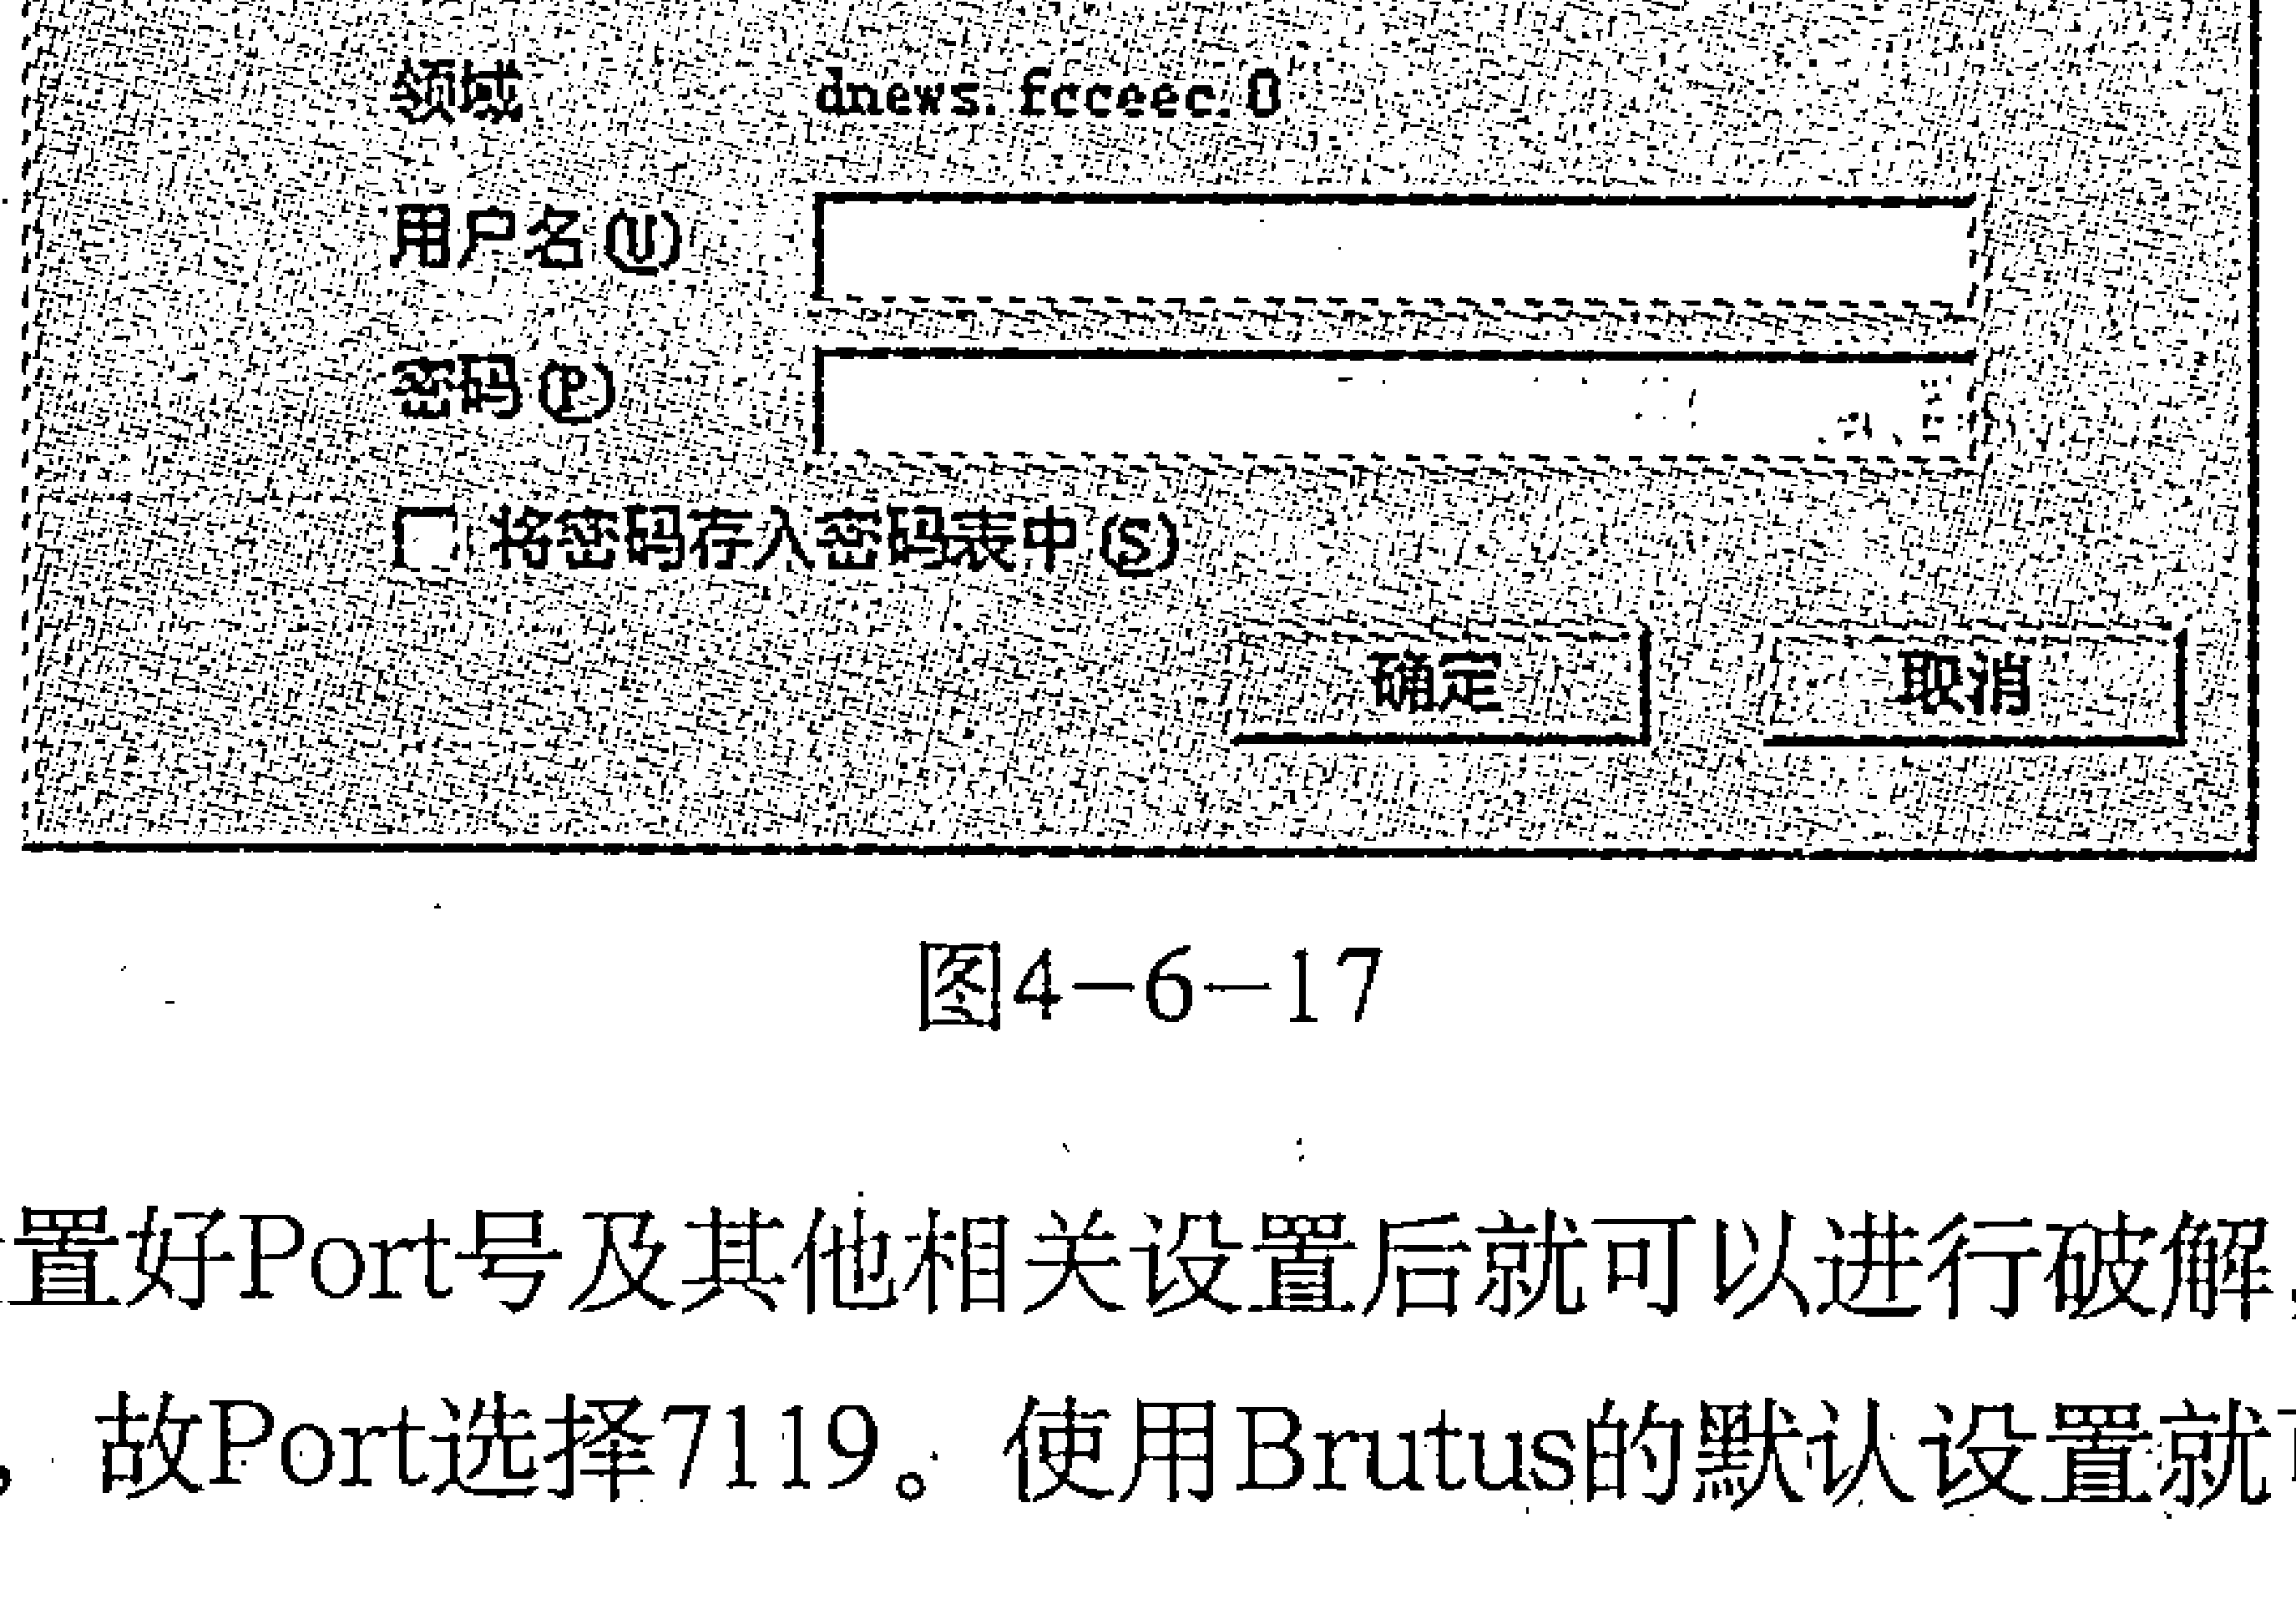 领域 dnews.fcceec.0
用户名(U)
密码(P)
将密码存入密码表中(S)
确定 取消
图4-6-17
置好Port号及其他相关设置后就可以进行破解,
,故Port选择7119。使用Brutus的默认设置就